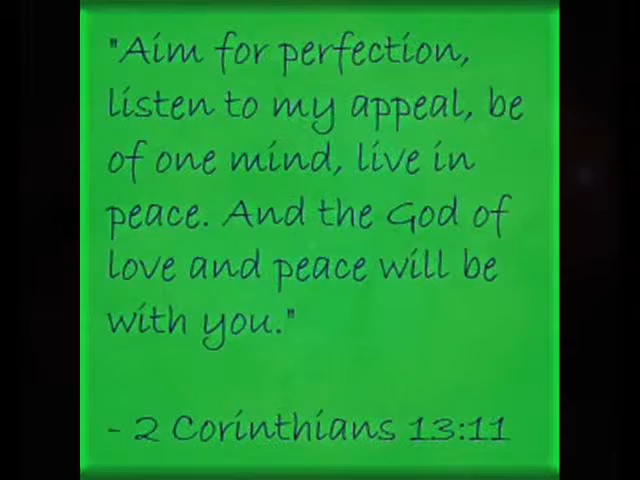 "Aim for perfection,
listen to my appeal, be
of one mind, live in
peace. And the God of
love and peace will be
with you."
- 2 Corinthians 13:11